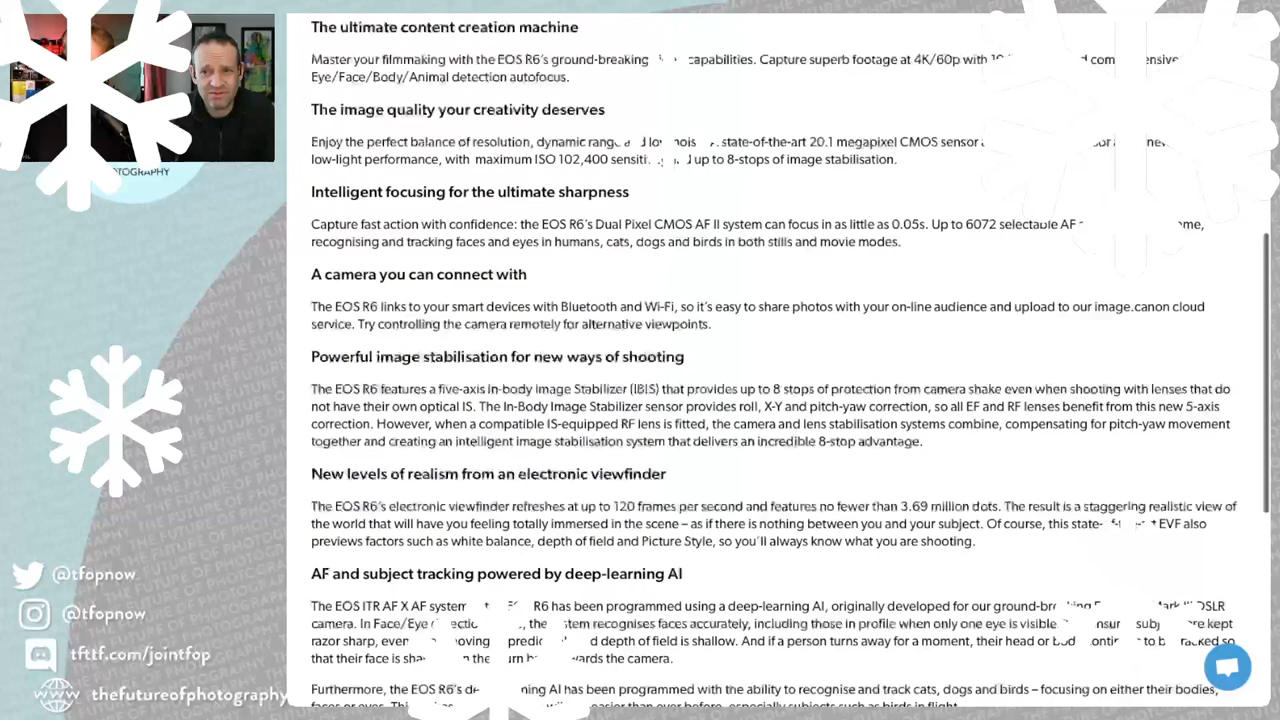 The ultimate content creation machine
Master your filmmaking with the EOS R6's ground-breaking capabilities. Capture superb footage at 4K/60p with
Eye/Face/Body/Animal detection autofocus.
The image quality your creativity deserves
Enjoy the perfect balance of resolution, dynamic range state-of-the-art 20.1 megapixel CMOS sensor
low-light performance, with maximum ISO 102,400 up to 8-stops of image stabilisation.
Intelligent focusing for the ultimate sharpness
Capture fast action with confidence: the EOS R6's Dual Pixel CMOS AF II system can focus in as little as 0.05s. Up to 6072 selectable AF
recognising and tracking faces and eyes in humans, cats, dogs and birds in both stills and movie modes.
A camera you can connect with
The EOS R6 links to your smart devices with Bluetooth and Wi-Fi, so it's easy to share photos with your on-line audience and upload to our image.canon cloud
service. Try controlling the camera remotely for alternative viewpoints.
Powerful image stabilisation for new ways of shooting
The EOS R6 features a five-axis In-body Image Stabilizer (IBIS) that provides up to 8 stops of protection from camera shake even when shooting with lenses that do
not have their own optical IS. The In-Body Image Stabilizer sensor provides roll, X-Y and pitch-yaw correction, so all EF and RF lenses benefit from this new 5-axis
correction. However, when a compatible IS-equipped RF lens is fitted, the camera and lens stabilisation systems combine, compensating for pitch-yaw movement
together and creating an intelligent image stabilisation system that delivers an incredible 8-stop advantage.
New levels of realism from an electronic viewfinder
The EOS R6's electronic viewfinder refreshes at up to 120 frames per second and features no fewer than 3.69 million dots. The result is a staggering realistic view of
the world that will have you feeling totally immersed in the scene – as if there is nothing between you and your subject. Of course, this EVF also
previews factors such as white balance, depth of field and Picture Style, so you'll always know what you are shooting.
AF and subject tracking powered by deep-learning AI
The EOS ITR AF X AF system R6 has been programmed using a deep-learning AI, originally developed for our DSLR
camera. In Face/Eye the recognises faces accurately, including those in profile when only one eye is visible kept
razor sharp, depth of field is shallow. And if a person turns away for a moment, their head or to be tracked so
that their face is the camera.
Furthermore, the EOS R6's AI has been programmed with the ability to recognise and track cats, dogs and birds – focusing on either their bodies,
@tfopnow
@tfopnow
tfttf.com/jointfop
thefutureofphotography